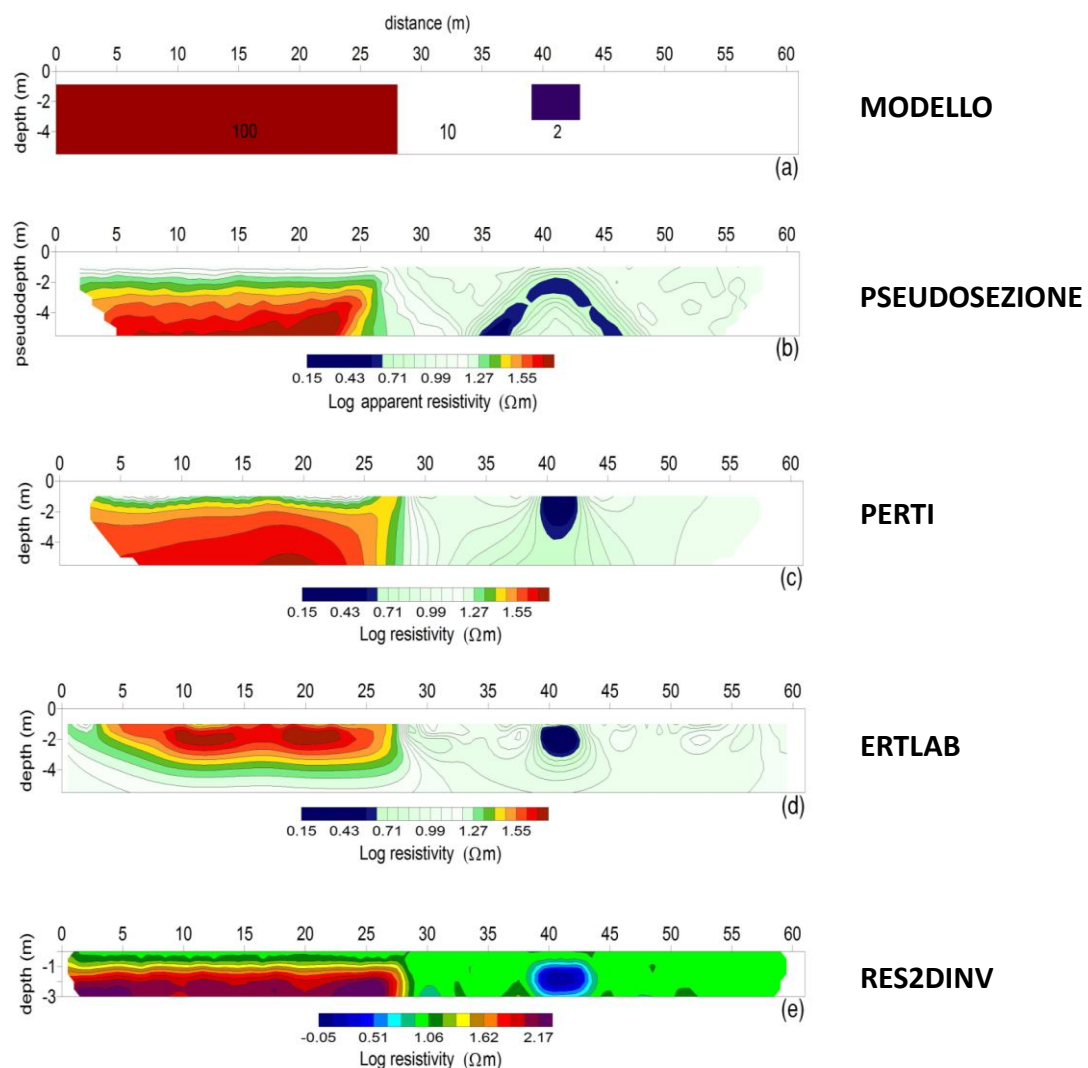 distance (m)
0 5 10 15 20 25 30 35 40 45 50 55 60
depth (m)
0
-2
-4
100 10 2
(a)
MODELLO
0 5 10 15 20 25 30 35 40 45 50 55 60
pseudodepth (m)
0
-2
-4
(b)
PSEUDOSEZIONE
0.15 0.43 0.71 0.99 1.27 1.55
Log apparent resistivity (Ωm)
0 5 10 15 20 25 30 35 40 45 50 55 60
depth (m)
0
-2
-4
(c)
PERTI
0.15 0.43 0.71 0.99 1.27 1.55
Log resistivity (Ωm)
0 5 10 15 20 25 30 35 40 45 50 55 60
depth (m)
0
-2
-4
(d)
ERTLAB
0.15 0.43 0.71 0.99 1.27 1.55
Log resistivity (Ωm)
0 5 10 15 20 25 30 35 40 45 50 55 60
depth (m)
-1
-3
(e)
RES2DINV
-0.05 0.51 1.06 1.62 2.17
Log resistivity (Ωm)